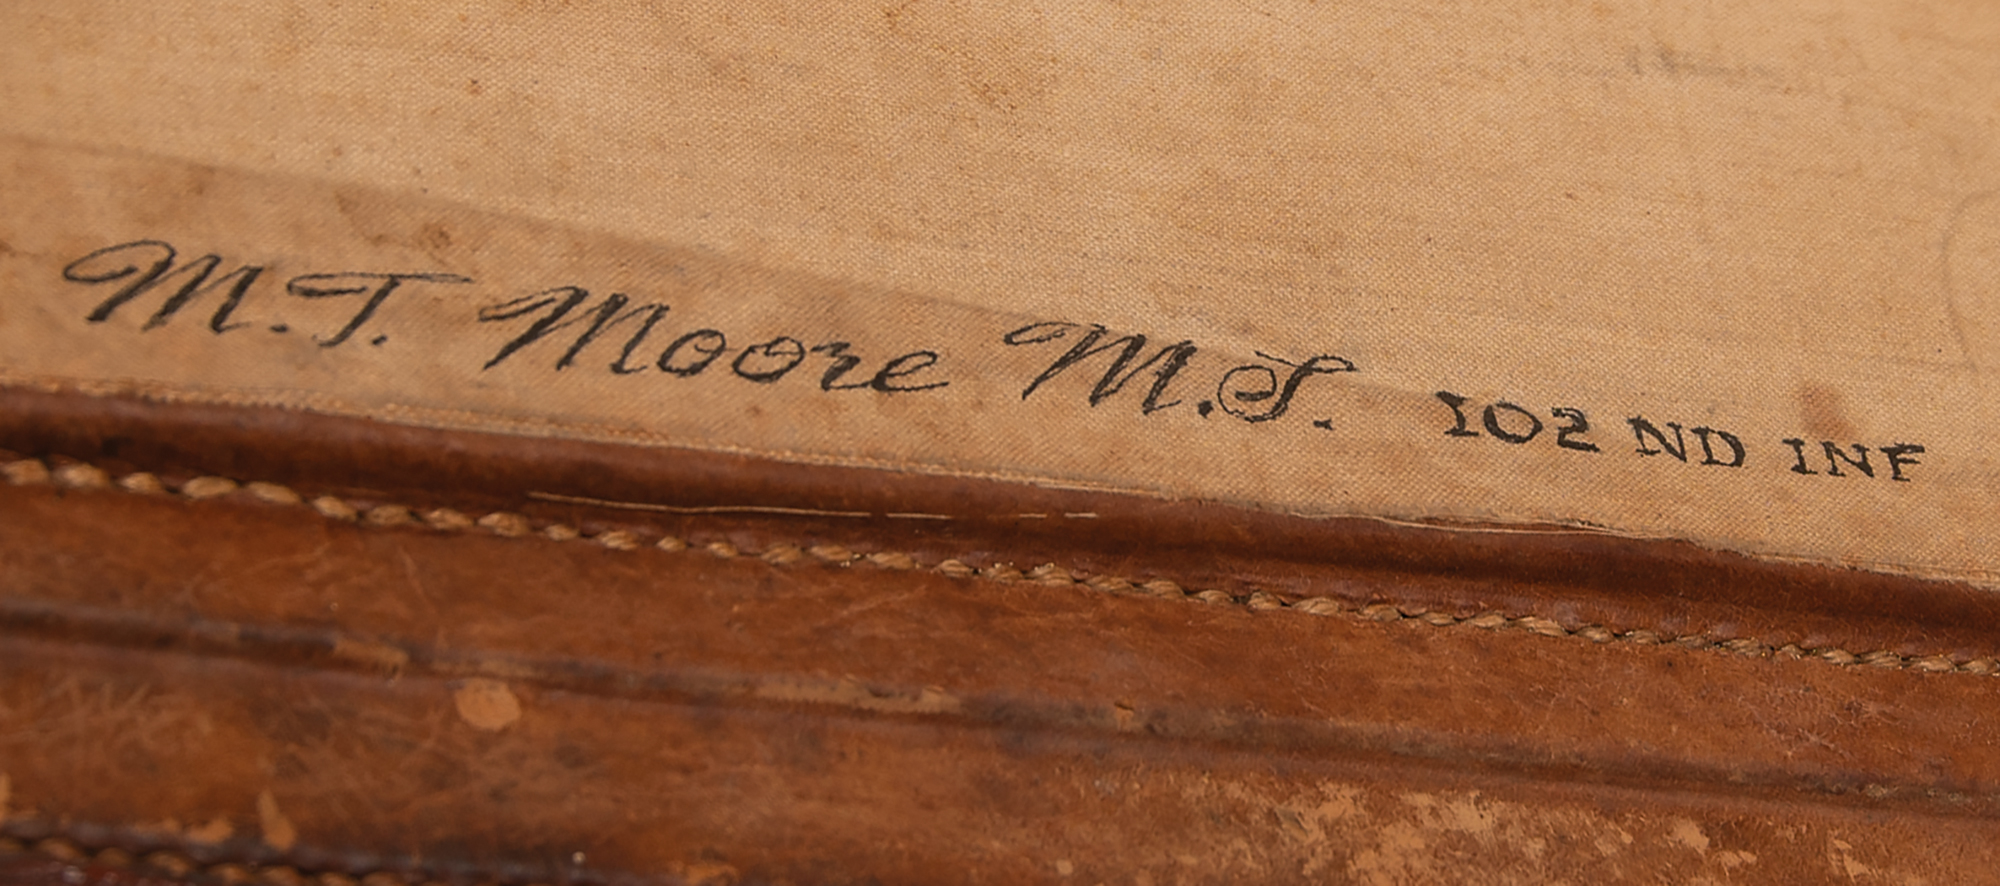 M.T. Moore M.S. 102 ND INF